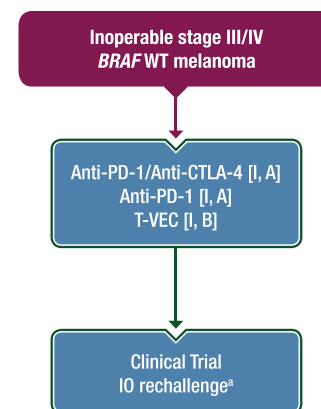 Inoperable stage III/IV
BRAF WT melanoma
Anti-PD-1/Anti-CTLA-4 [I, A]
Anti-PD-1 [I, A]
T-VEC [I, B]
Clinical Trial
IO rechallengeᵃ